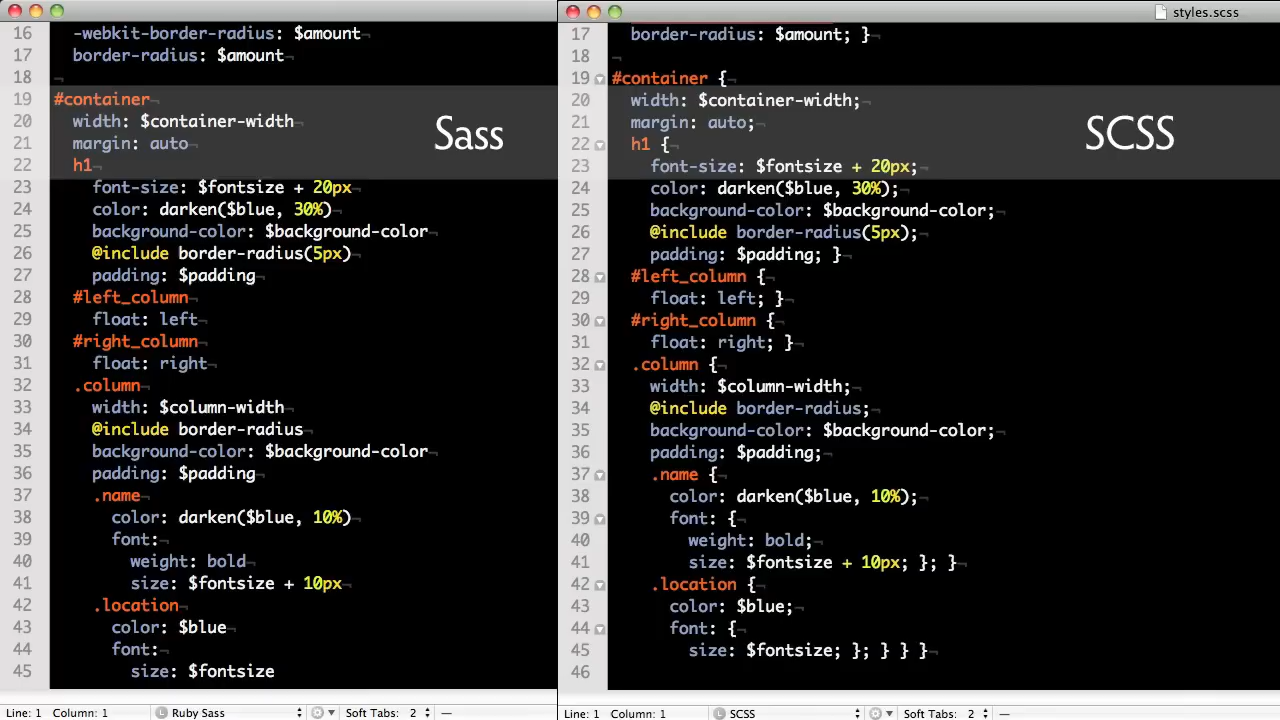 styles.scss
16 -webkit-border-radius: $amount¬
17 border-radius: $amount¬
18 ¬
19 #container¬
20 width: $container-width¬
21 margin: auto¬
22 h1¬
23 font-size: $fontsize + 20px¬
24 color: darken($blue, 30%)¬
25 background-color: $background-color¬
26 @include border-radius(5px)¬
27 padding: $padding¬
28 #left_column¬
29 float: left¬
30 #right_column¬
31 float: right¬
32 .column¬
33 width: $column-width¬
34 @include border-radius¬
35 background-color: $background-color¬
36 padding: $padding¬
37 .name¬
38 color: darken($blue, 10%)¬
39 font:¬
40 weight: bold¬
41 size: $fontsize + 10px¬
42 .location¬
43 color: $blue¬
44 font:¬
45 size: $fontsize
Sass
Line: 1 Column: 1 L Ruby Sass Soft Tabs: 2 —
17 border-radius: $amount; }¬
18 ¬
19 #container {¬
20 width: $container-width;¬
21 margin: auto;¬
22 h1 {¬
23 font-size: $fontsize + 20px;¬
24 color: darken($blue, 30%);¬
25 background-color: $background-color;¬
26 @include border-radius(5px);¬
27 padding: $padding; }¬
28 #left_column {¬
29 float: left; }¬
30 #right_column {¬
31 float: right; }¬
32 .column {¬
33 width: $column-width;¬
34 @include border-radius;¬
35 background-color: $background-color;¬
36 padding: $padding;¬
37 .name {¬
38 color: darken($blue, 10%);¬
39 font: {¬
40 weight: bold;¬
41 size: $fontsize + 10px; }; }¬
42 .location {¬
43 color: $blue;¬
44 font: {¬
45 size: $fontsize; }; } } }¬
46
SCSS
Line: 1 Column: 1 L SCSS Soft Tabs: 2 —